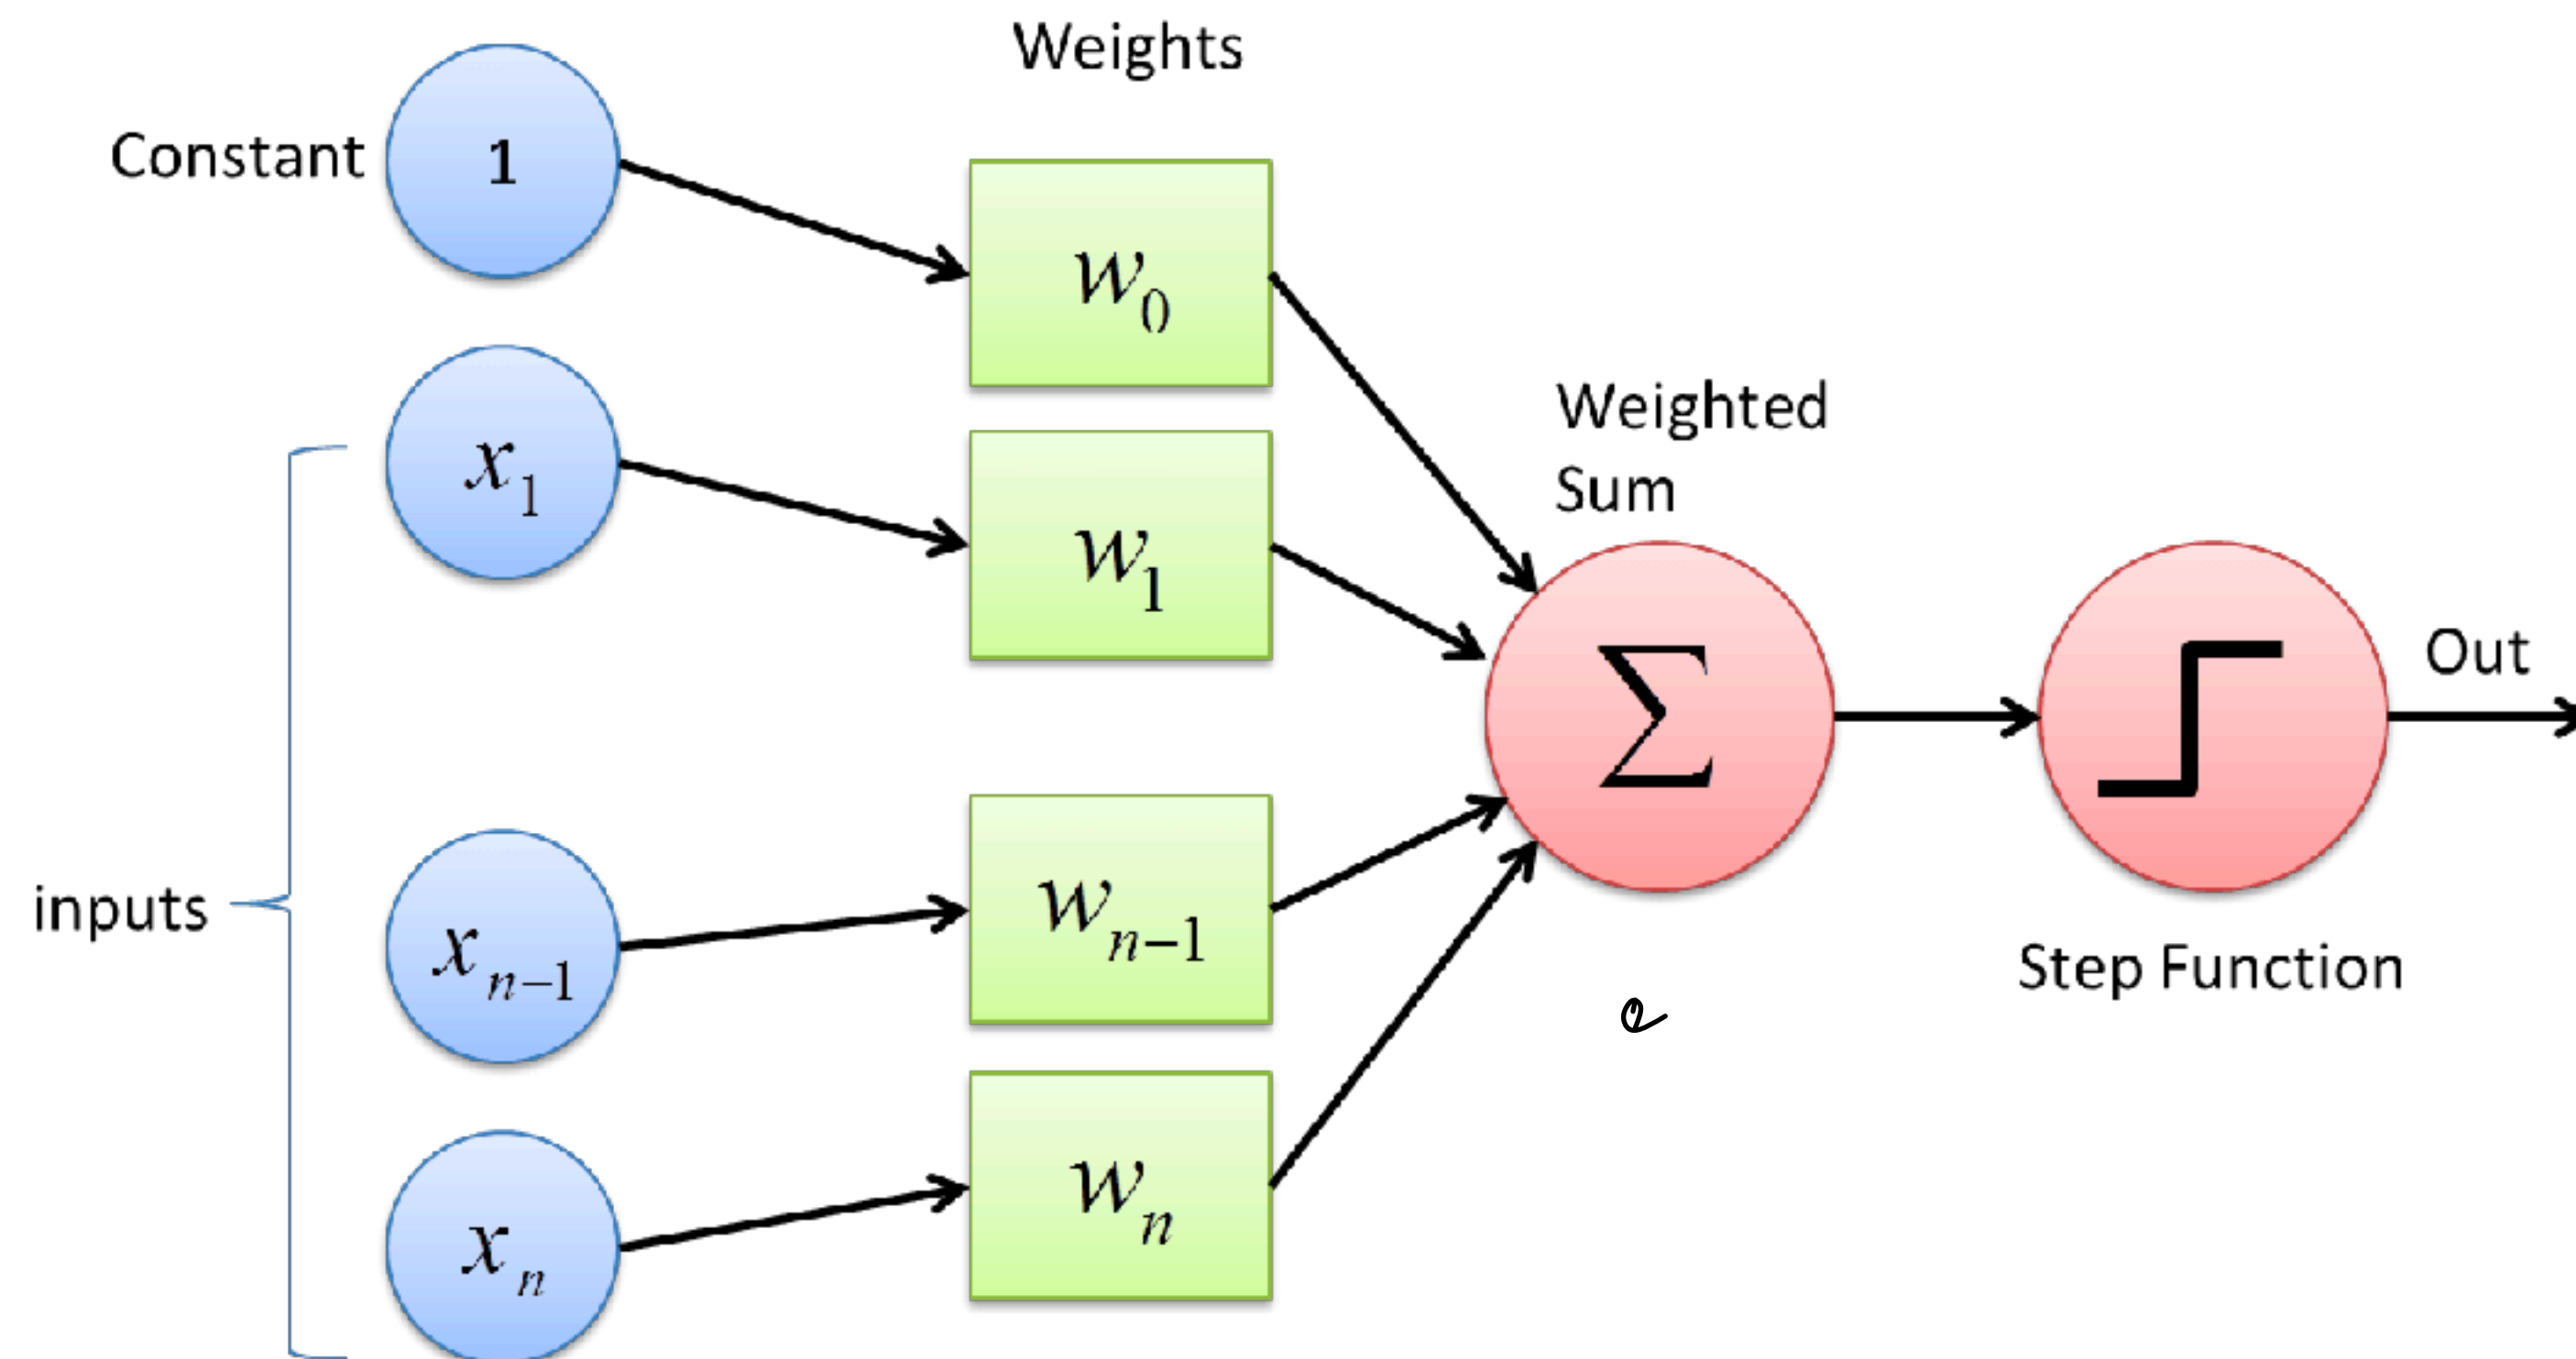 Weights
Constant
1
w0
x1
w1
Weighted
Sum
Σ
Out
inputs
xn−1
wn−1
Step Function
xn
wn